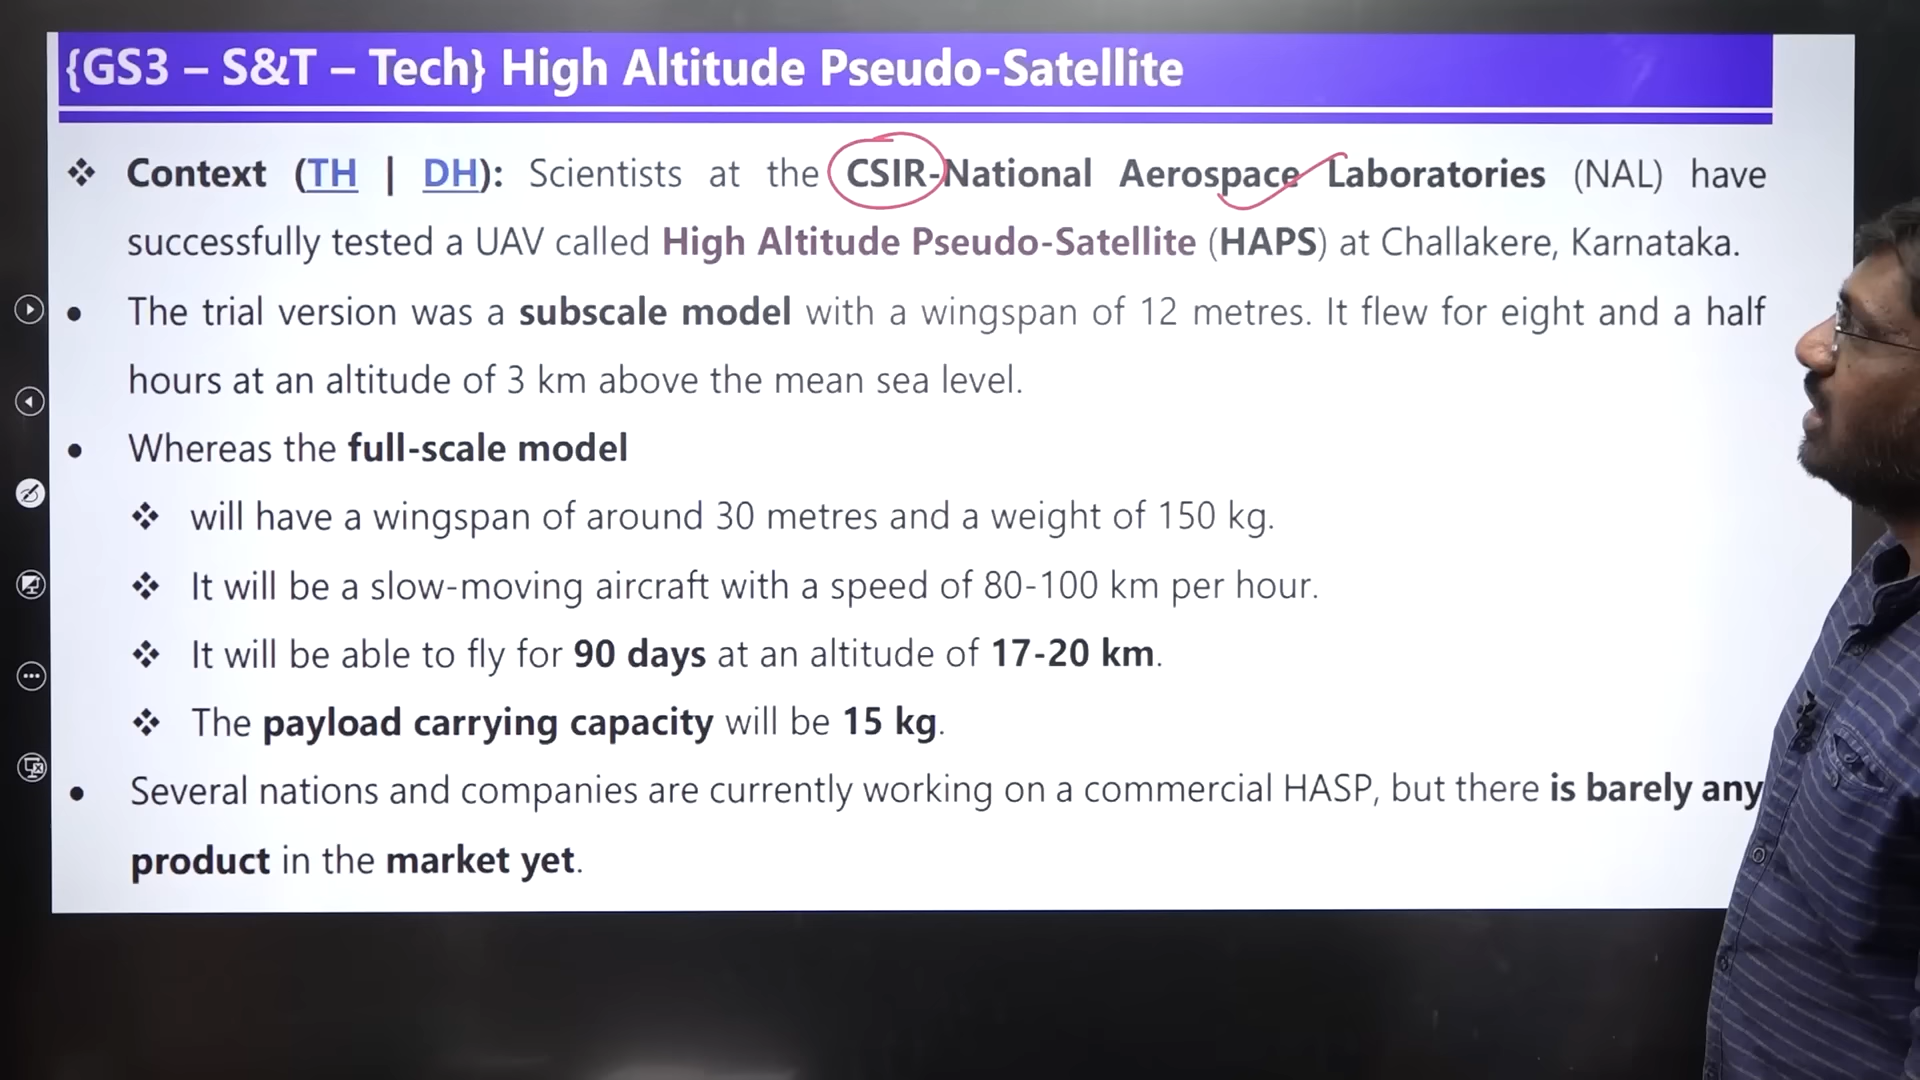 {GS3 – S&T – Tech} High Altitude Pseudo-Satellite
❖ Context (TH | DH): Scientists at the CSIR-National Aerospace Laboratories (NAL) have
successfully tested a UAV called High Altitude Pseudo-Satellite (HAPS) at Challakere, Karnataka.
• The trial version was a subscale model with a wingspan of 12 metres. It flew for eight and a half
hours at an altitude of 3 km above the mean sea level.
• Whereas the full-scale model
❖ will have a wingspan of around 30 metres and a weight of 150 kg.
❖ It will be a slow-moving aircraft with a speed of 80-100 km per hour.
❖ It will be able to fly for 90 days at an altitude of 17-20 km.
❖ The payload carrying capacity will be 15 kg.
• Several nations and companies are currently working on a commercial HASP, but there is barely any
product in the market yet.